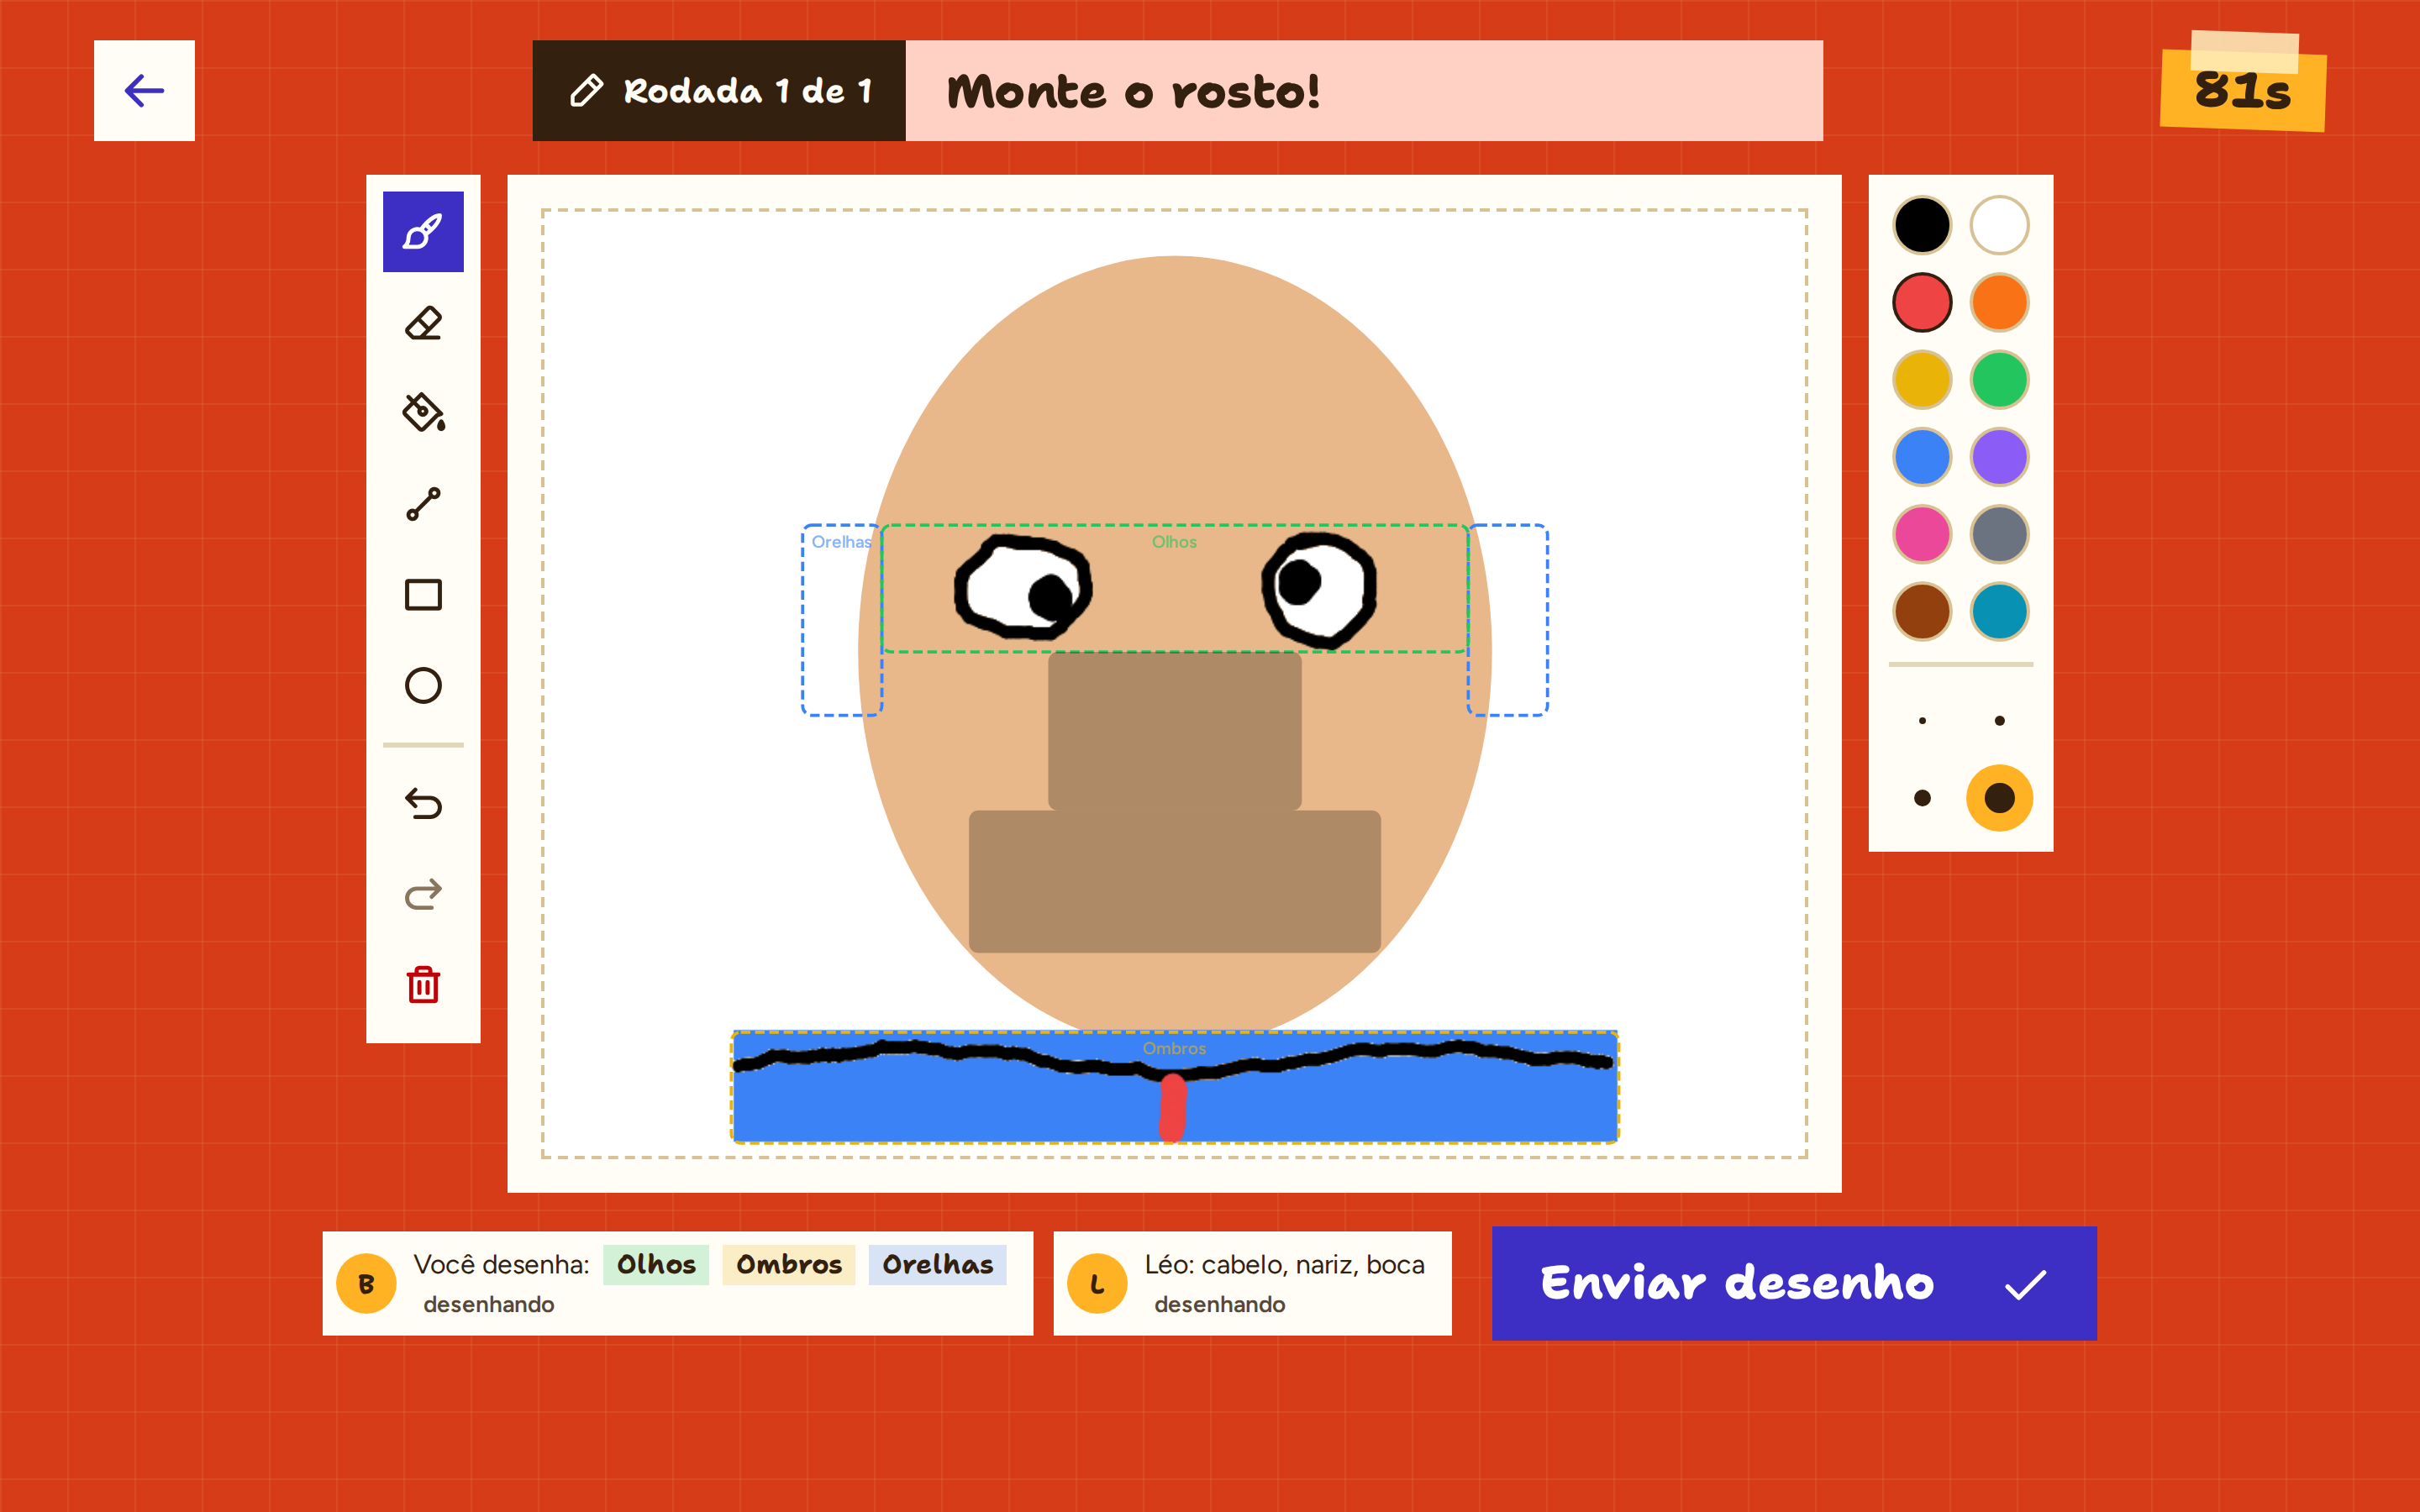 Rodada 1 de 1
Monte o rosto!
81s
Orelhas
Olhos
Ombros
B
Você desenha: Olhos Ombros Orelhas
desenhando
L
Léo: cabelo, nariz, boca
desenhando
Enviar desenho